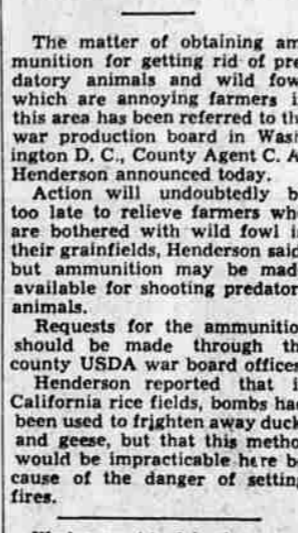 The matter of obtaining am
munition for getting rid of pre
datory animals and wild fow
which are annoying farmers i
this area has been referred to th
war production board in Wash
ington D. C., County Agent C. A
Henderson announced today.
Action will undoubtedly b
too late to relieve farmers who
are bothered with wild fowl i
their grainfields, Henderson said
but ammunition may be mad
available for shooting predator
animals.
Requests for the ammunitio
should be made through th
county USDA war board offices
Henderson reported that i
California rice fields, bombs had
been used to frighten away duck
and geese, but that this metho
would be impracticable here b
cause of the danger of setting
fires.